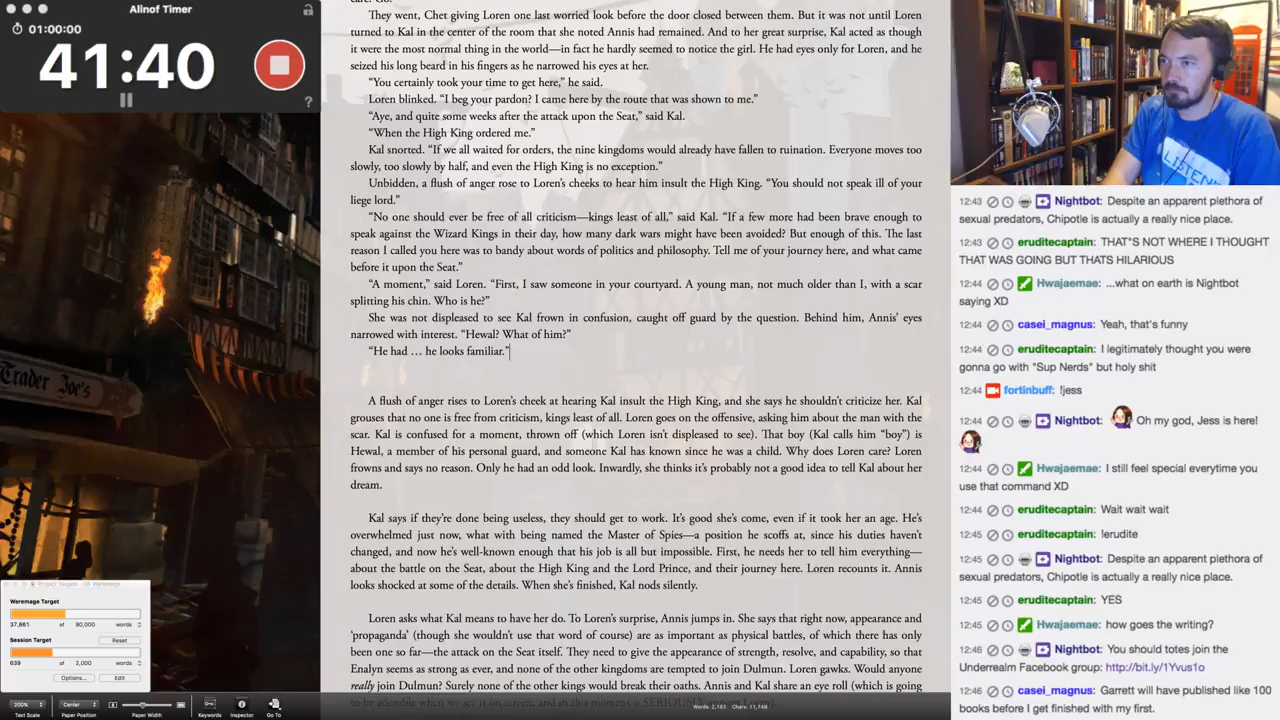 Alinof Timer
01:00:00
41:40
?
They went, Chet giving Loren one last worried look before the door closed between them. But it was not until Loren
turned to Kal in the center of the room that she noted Annis had remained. And to her great surprise, Kal acted as though
it were the most normal thing in the world—in fact he hardly seemed to notice the girl. He had eyes only for Loren, and he
seized his long beard in his fingers as he narrowed his eyes at her.
“You certainly took your time to get here,” he said.
Loren blinked. “I beg your pardon? I came here by the route that was shown to me.”
“Aye, and quite some weeks after the attack upon the Seat,” said Kal.
“When the High King ordered me.”
Kal snorted. “If we all waited for orders, the nine kingdoms would already have fallen to ruination. Everyone moves too
slowly, too slowly by half, and even the High King is no exception.”
Unbidden, a flush of anger rose to Loren’s cheeks to hear him insult the High King. “You should not speak ill of your
liege lord.”
“No one should ever be free of all criticism—kings least of all,” said Kal. “If a few more had been brave enough to
speak against the Wizard Kings in their day, how many dark wars might have been avoided? But enough of this. The last
reason I called you here was to bandy about words of politics and philosophy. Tell me of your journey here, and what came
before it upon the Seat.”
“A moment,” said Loren. “First, I saw someone in your courtyard. A young man, not much older than I, with a scar
splitting his chin. Who is he?”
She was not displeased to see Kal frown in confusion, caught off guard by the question. Behind him, Annis’ eyes
narrowed with interest. “Hewal? What of him?”
“He had … he looks familiar.”
A flush of anger rises to Loren’s cheek at hearing Kal insult the High King, and she says he shouldn’t criticize her. Kal
grouses that no one is free from criticism, kings least of all. Loren goes on the offensive, asking him about the man with the
scar. Kal is confused for a moment, thrown off (which Loren isn’t displeased to see). That boy (Kal calls him “boy”) is
Hewal, a member of his personal guard, and someone Kal has known since he was a child. Why does Loren care? Loren
frowns and says no reason. Only he had an odd look. Inwardly, she thinks it’s probably not a good idea to tell Kal about her
dream.
Kal says if they’re done being useless, they should get to work. It’s good she’s come, even if it took her an age. He’s
overwhelmed just now, what with being named the Master of Spies—a position he scoffs at, since his duties haven’t
changed, and now he’s well-known enough that his job is all but impossible. First, he needs her to tell him everything—
about the battle on the Seat, about the High King and the Lord Prince, and their journey here. Loren recounts it. Annis
looks shocked at some of the details. When she’s finished, Kal nods silently.
Loren asks what Kal means to have her do. To Loren’s surprise, Annis jumps in. She says that right now, appearance and
‘propaganda’ (though she wouldn’t use that word of course) are as important as physical battles, of which there has only
been one so far—the attack on the Seat itself. They need to give the appearance of strength, resolve, and capability, so that
Enalyn seems as strong as ever, and none of the other kingdoms are tempted to join Dulmun. Loren gawks. Would anyone
really join Dulmun? Surely none of the other kings would break their oaths. Annis and Kal share an eye roll (which is going
Trader Joe's
Weremage Target
37,861 of 90,000 words
Session Target
Reset
639 of 2,000 words
Options...
Edit
200%
Text Scale
Center
Paper Position
Paper Width
Keywords
Inspector
Go To
Words: 2,182 Chars: 11,749
LISTEN
12:43 Nightbot: Despite an apparent plethora of
sexual predators, Chipotle is actually a really nice place.
12:43 eruditecaptain: THAT"S NOT WHERE I THOUGHT
THAT WAS GOING BUT THATS HILARIOUS
12:44 Hwajaemae: ...what on earth is Nightbot
saying XD
12:44 casei_magnus: Yeah, that's funny
12:44 eruditecaptain: I legitimately thought you were
gonna go with "Sup Nerds" but holy shit
12:44 fortinbuff: !jess
12:44 Nightbot: Oh my god, Jess is here!
12:44 Hwajaemae: I still feel special everytime you
use that command XD
12:44 eruditecaptain: Wait wait wait
12:45 eruditecaptain: !erudite
12:45 Nightbot: Despite an apparent plethora of
sexual predators, Chipotle is actually a really nice place.
12:45 eruditecaptain: YES
12:45 Hwajaemae: how goes the writing?
12:46 Nightbot: You should totes join the
Underrealm Facebook group: http://bit.ly/1Yvus1o
12:46 casei_magnus: Garrett will have published like 100
books before I get finished with my first.